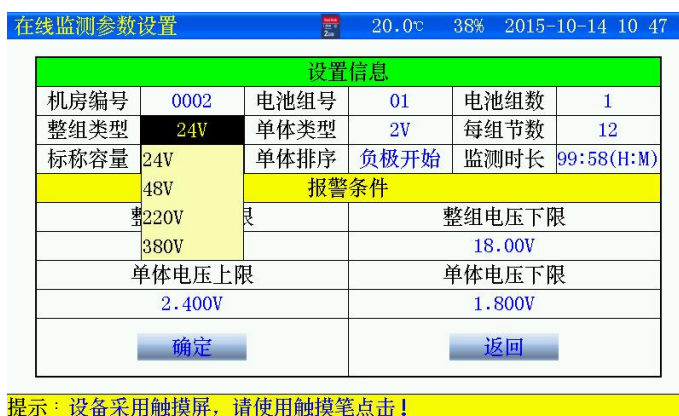 在线监测参数设置 20.0℃ 38% 2015-10-14 10 47
设置信息
机房编号 0002 电池组号 01 电池组数 1
整组类型 24V 单体类型 2V 每组节数 12
标称容量 24V 单体排序 负极开始 监测时长 99:58(H:M)
48V 报警条件
220V 整组电压下限
380V 18.00V
单体电压上限 单体电压下限
2.400V 1.800V
确定 返回
提示：设备采用触摸屏，请使用触摸笔点击！